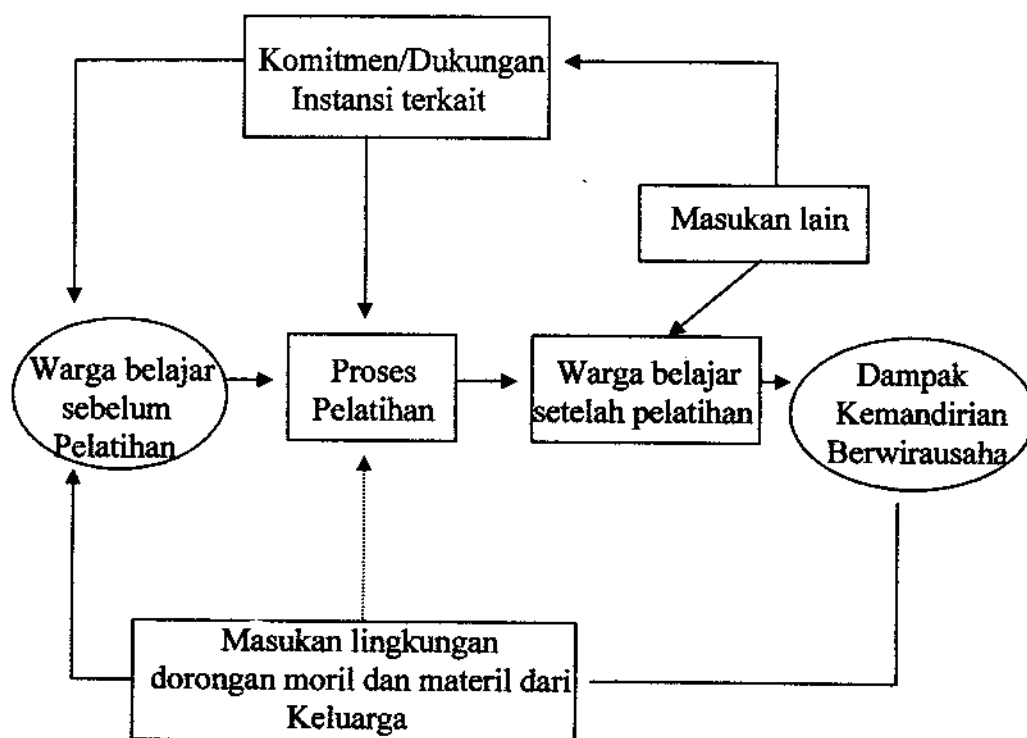 Komitmen/Dukungan
Instansi terkait
Masukan lain
Warga belajar
sebelum
Pelatihan
Proses
Pelatihan
Warga belajar
setelah pelatihan
Dampak
Kemandirian
Berwirausaha
Masukan lingkungan
dorongan moril dan materil dari
Keluarga